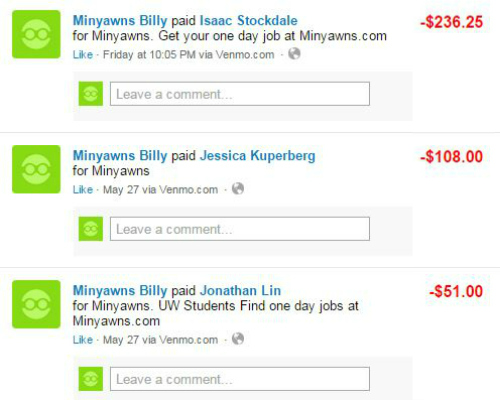 Minyawns Billy paid Isaac Stockdale
-$236.25
for Minyawns. Get your one day job at Minyawns.com
Like · Friday at 10:05 PM via Venmo.com ·
Leave a comment...
Minyawns Billy paid Jessica Kuperberg
-$108.00
for Minyawns
Like · May 27 via Venmo.com ·
Leave a comment...
Minyawns Billy paid Jonathan Lin
-$51.00
for Minyawns. UW Students Find one day jobs at
Minyawns.com
Like · May 27 via Venmo.com ·
Leave a comment...